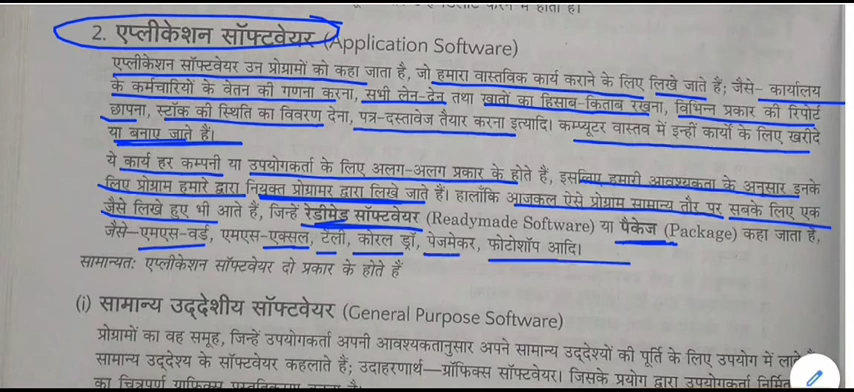 करने में होता है।
2. एप्लीकेशन सॉफ्टवेयर (Application Software)
एप्लीकेशन सॉफ्टवेयर उन प्रोग्रामों को कहा जाता है, जो हमारा वास्तविक कार्य कराने के लिए लिखे जाते हैं; जैसे– कार्यालय
के कर्मचारियों के वेतन की गणना करना, सभी लेन-देन तथा खातों का हिसाब-किताब रखना, विभिन्न प्रकार की रिपोर्ट
छापना, स्टॉक की स्थिति का विवरण देना, पत्र-दस्तावेज तैयार करना इत्यादि। कम्प्यूटर वास्तव में इन्हीं कार्यों के लिए खरीदे
या बनाए जाते हैं।
ये कार्य हर कम्पनी या उपयोगकर्ता के लिए अलग-अलग प्रकार के होते हैं, इसलिए हमारी आवश्यकता के अनुसार इनके
लिए प्रोग्राम हमारे द्वारा नियुक्त प्रोग्रामर द्वारा लिखे जाते हैं। हालाँकि आजकल ऐसे प्रोग्राम सामान्य तौर पर सबके लिए एक
जैसे लिखे हुए भी आते हैं, जिन्हें रेडीमेड सॉफ्टवेयर (Readymade Software) या पैकेज (Package) कहा जाता है,
जैसे–एमएस-वर्ड, एमएस-एक्सल, टैली, कोरल ड्रॉ, पेजमेकर, फोटोशॉप आदि।
सामान्यतः एप्लीकेशन सॉफ्टवेयर दो प्रकार के होते हैं
(i) सामान्य उद्देशीय सॉफ्टवेयर (General Purpose Software)
प्रोग्रामों का वह समूह, जिन्हें उपयोगकर्ता अपनी आवश्यकतानुसार अपने सामान्य उद्देश्यों की पूर्ति के लिए उपयोग में लाते
सामान्य उद्देश्य के सॉफ्टवेयर कहलाते हैं; उदाहरणार्थ–ग्रॉफिक्स सॉफ्टवेयर। जिसके प्रयोग द्वारा उपयोगकर्ता
का चित्रपूर्ण ग्राफिक्स